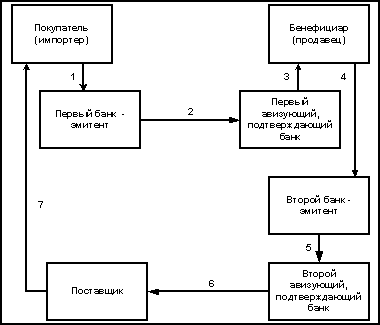 Покупатель
(импортер)
Бенефициар
(продавец)
1
3
4
Первый банк -
эмитент
2
Первый
авизующий,
подтверждающий
банк
Второй банк -
эмитент
7
5
Поставщик
6
Второй
авизующий,
подтверждающий
банк